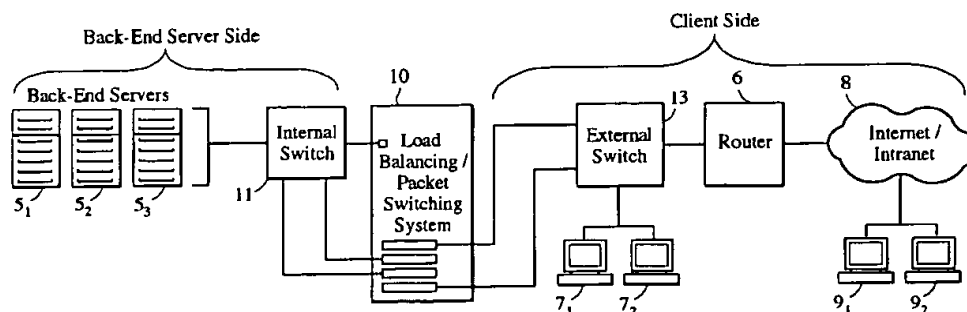 Back-End Server Side
Client Side
Back-End Servers
5₁
5₂
5₃
Internal
Switch
11
10
Load
Balancing /
Packet
Switching
System
External
Switch
13
6
Router
8
Internet /
Intranet
7₁
7₂
9₁
9₂